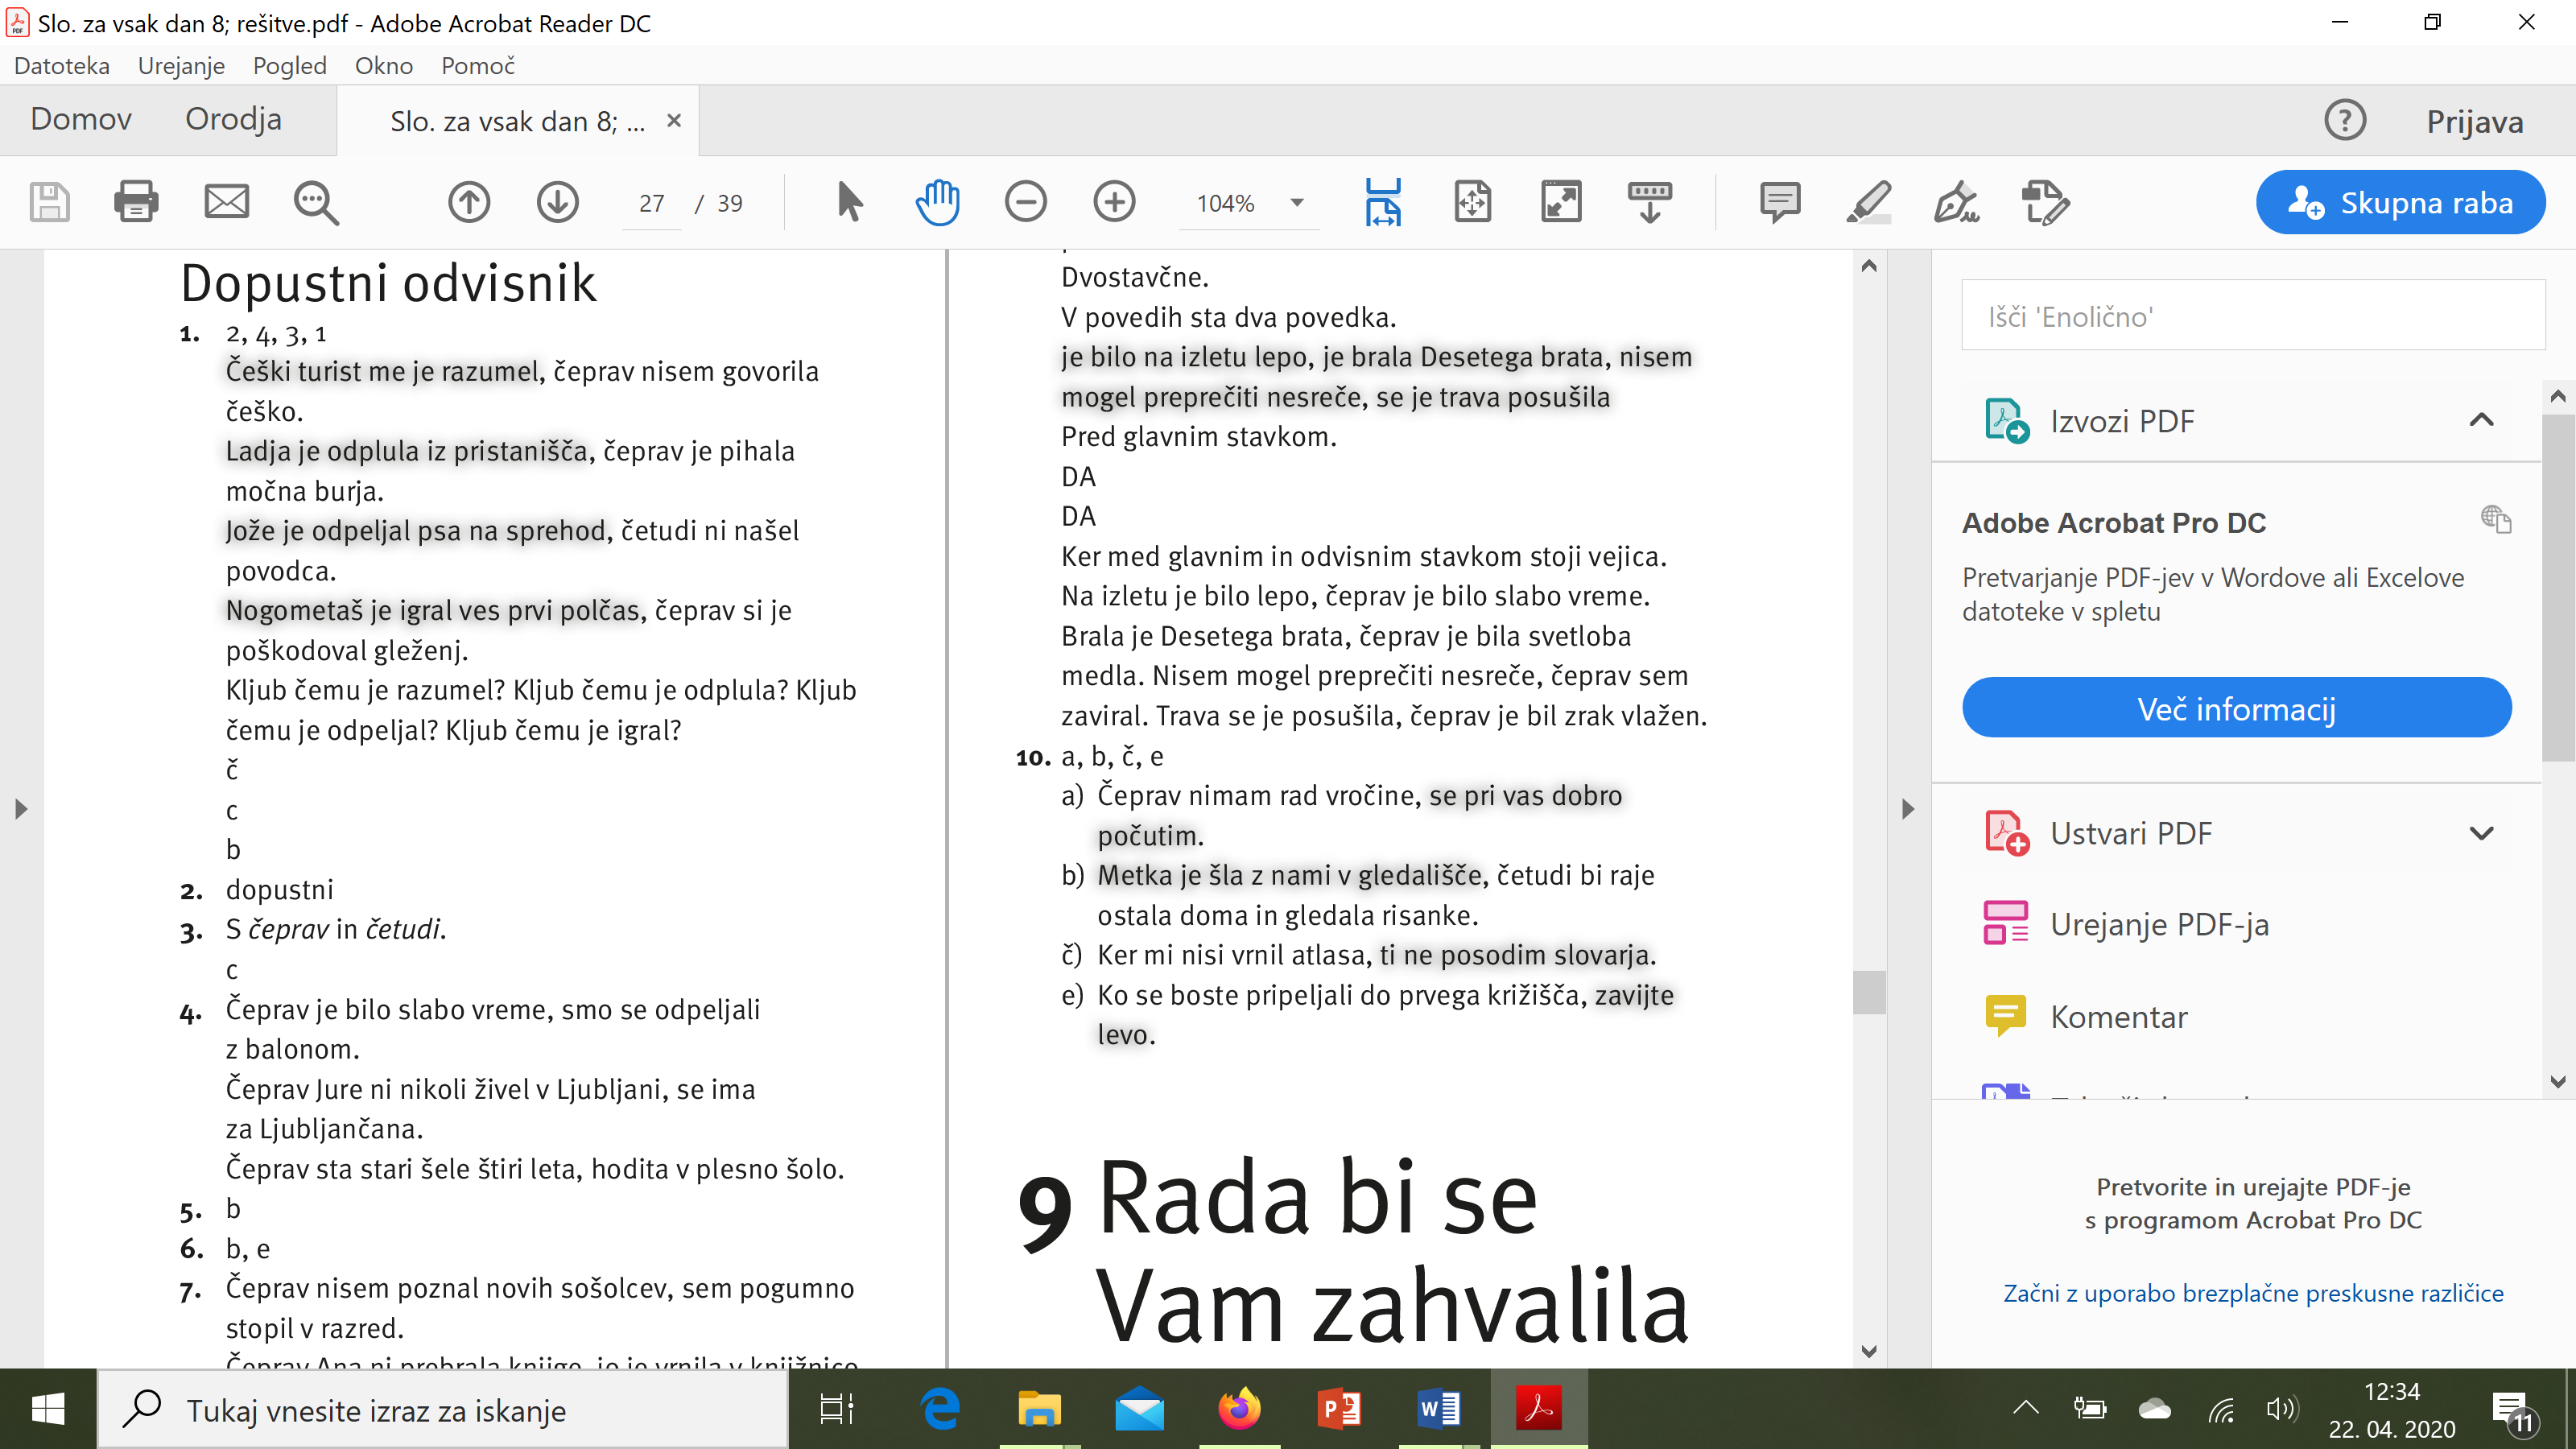 Slo. za vsak dan 8; rešitve.pdf - Adobe Acrobat Reader DC
Datoteka Urejanje Pogled Okno Pomoč
Domov Orodja Slo. za vsak dan 8; ... × Prijava
27 / 39 104% Skupna raba
Dopustni odvisnik
1. 2, 4, 3, 1
Češki turist me je razumel, čeprav nisem govorila
češko.
Ladja je odplula iz pristanišča, čeprav je pihala
močna burja.
Jože je odpeljal psa na sprehod, četudi ni našel
povodca.
Nogometaš je igral ves prvi polčas, čeprav si je
poškodoval gleženj.
Kljub čemu je razumel? Kljub čemu je odplula? Kljub
čemu je odpeljal? Kljub čemu je igral?
č
c
b
2. dopustni
3. S čeprav in četudi.
c
4. Čeprav je bilo slabo vreme, smo se odpeljali
z balonom.
Čeprav Jure ni nikoli živel v Ljubljani, se ima
za Ljubljančana.
Čeprav sta stari šele štiri leta, hodita v plesno šolo.
5. b
6. b, e
7. Čeprav nisem poznal novih sošolcev, sem pogumno
stopil v razred.
Čeprav Ana ni prebrala knjige, jo je vrnila v knjižnico
Dvostavčne.
V povedih sta dva povedka.
je bilo na izletu lepo, je brala Desetega brata, nisem
mogel preprečiti nesreče, se je trava posušila
Pred glavnim stavkom.
DA
DA
Ker med glavnim in odvisnim stavkom stoji vejica.
Na izletu je bilo lepo, čeprav je bilo slabo vreme.
Brala je Desetega brata, čeprav je bila svetloba
medla. Nisem mogel preprečiti nesreče, čeprav sem
zaviral. Trava se je posušila, čeprav je bil zrak vlažen.
10. a, b, č, e
a) Čeprav nimam rad vročine, se pri vas dobro
počutim.
b) Metka je šla z nami v gledališče, četudi bi raje
ostala doma in gledala risanke.
č) Ker mi nisi vrnil atlasa, ti ne posodim slovarja.
e) Ko se boste pripeljali do prvega križišča, zavijte
levo.
9 Rada bi se
Vam zahvalila
Išči 'Enolično'
Izvozi PDF
Adobe Acrobat Pro DC
Pretvarjanje PDF-jev v Wordove ali Excelove
datoteke v spletu
Več informacij
Ustvari PDF
Urejanje PDF-ja
Komentar
Pretvorite in urejajte PDF-je
s programom Acrobat Pro DC
Začni z uporabo brezplačne preskusne različice
Tukaj vnesite izraz za iskanje
12:34
22. 04. 2020
11